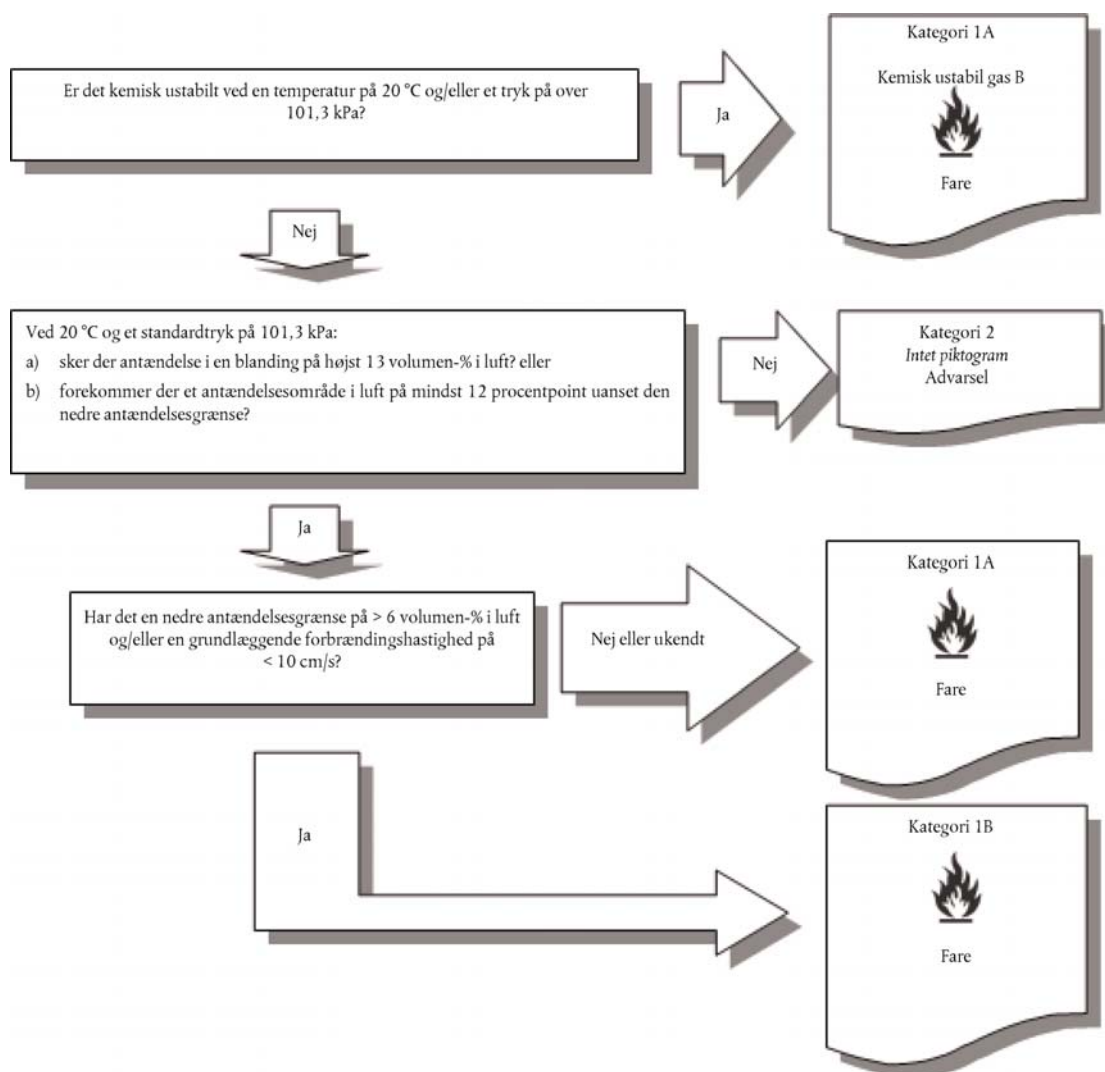 Er det kemisk ustabilt ved en temperatur på 20 °C og/eller et tryk på over
101,3 kPa?
Ja
Kategori 1A
Kemisk ustabil gas B
Fare
Nej
Ved 20 °C og et standardtryk på 101,3 kPa:
a) sker der antændelse i en blanding på højst 13 volumen-% i luft? eller
b) forekommer der et antændelsesområde i luft på mindst 12 procentpoint uanset den
nedre antændelsesgrænse?
Nej
Kategori 2
Intet piktogram
Advarsel
Ja
Har det en nedre antændelsesgrænse på > 6 volumen-% i luft
og/eller en grundlæggende forbrændingshastighed på
< 10 cm/s?
Nej eller ukendt
Kategori 1A
Fare
Ja
Kategori 1B
Fare